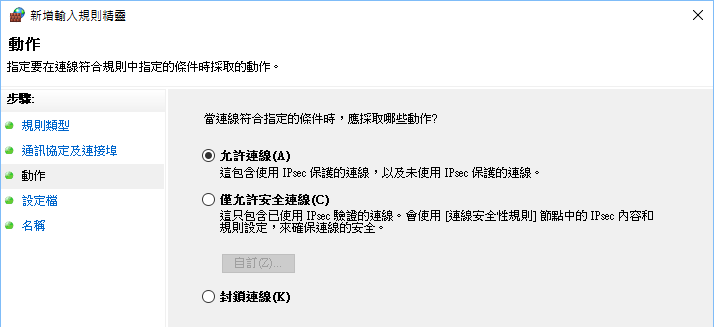 新增輸入規則精靈
動作
指定要在連線符合規則中指定的條件時採取的動作。
步驟:
規則類型
通訊協定及連接埠
動作
設定檔
名稱
當連線符合指定的條件時，應採取哪些動作?
允許連線(A)
這包含使用 IPsec 保護的連線，以及未使用 IPsec 保護的連線。
僅允許安全連線(C)
這只包含已使用 IPsec 驗證的連線。會使用 [連線安全性規則] 節點中的 IPsec 內容和
規則設定，來確保連線的安全。
自訂(Z)...
封鎖連線(K)